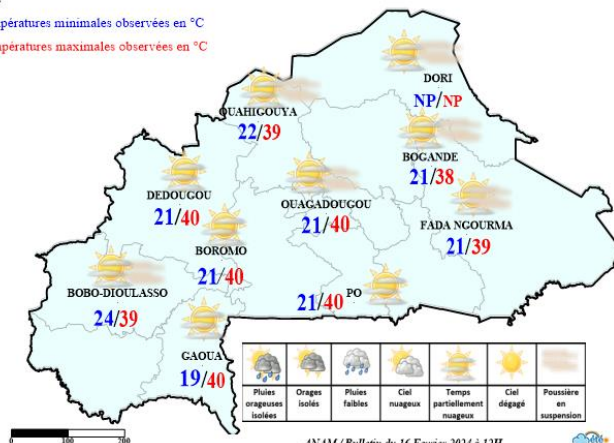 pératures minimales observées en °C
pératures maximales observées en °C
DORI
NP/NP
OUAHIGOUYA
22/39
BOGANDE
21/38
DEDOUGOU
21/40
OUAGADOUGOU
21/40
FADA NGOURMA
21/39
BOROMO
21/40
BOBO-DIOULASSO
24/39
21/40 PO
GAOUA
19/40
Pluies orageuses isolées
Orages isolés
Pluies faibles
Ciel nuageux
Temps partiellement nuageux
Ciel dégagé
Poussière en suspension
0 100 200
ANAM / Bulletin du 16 Fevrier 2024 à 12H